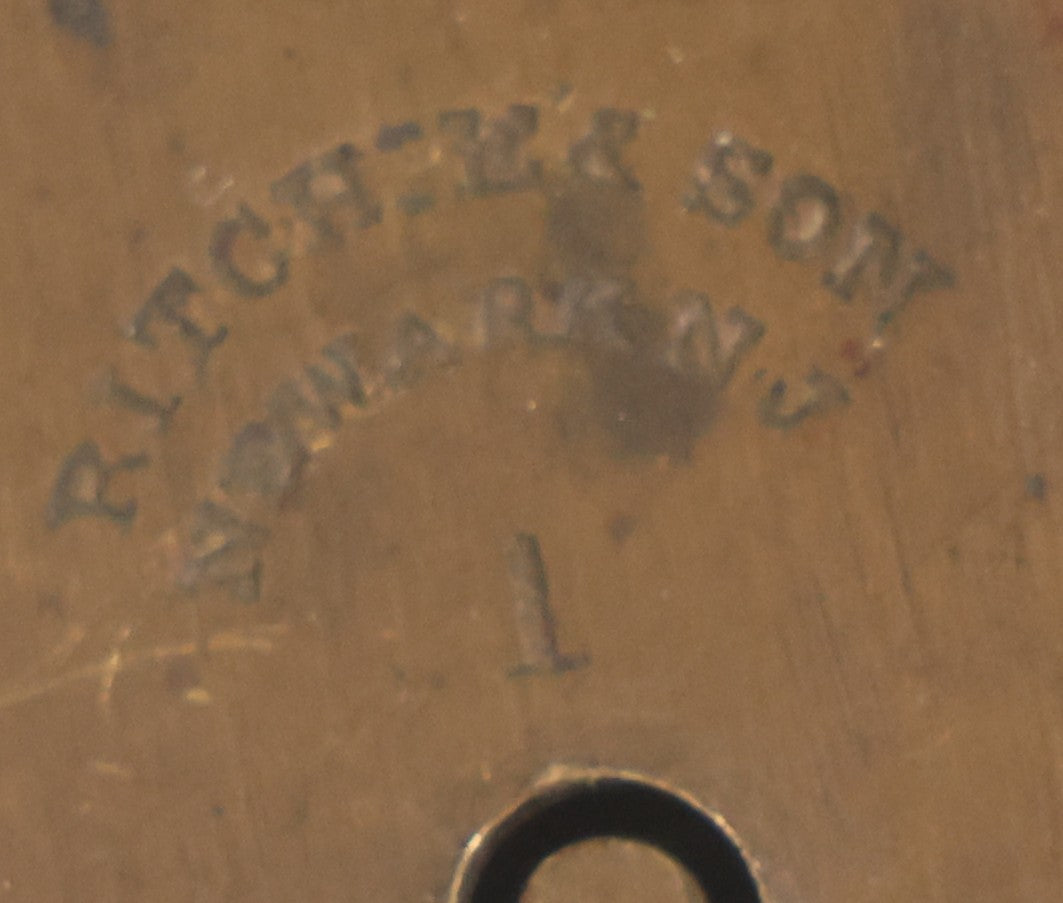 RITCHIE & SON
NEWARK N.J
1